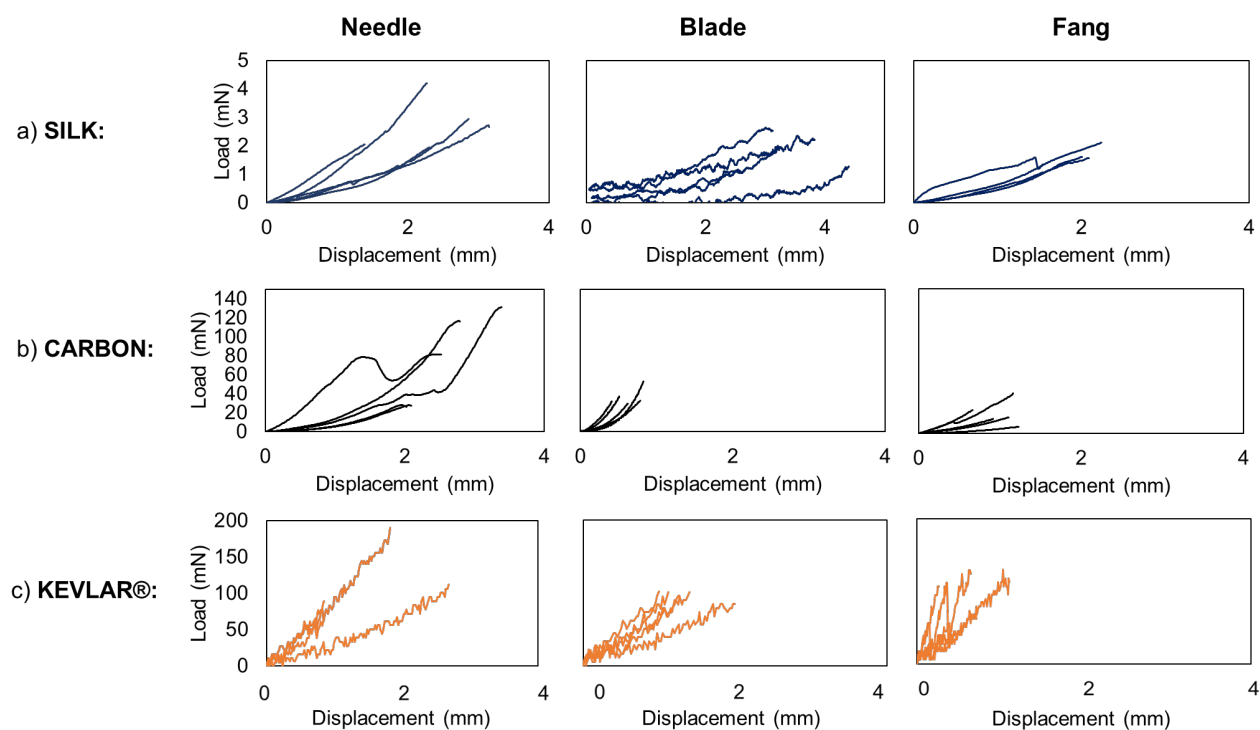 Needle Blade Fang
a) SILK:
Load (mN)
5
4
3
2
1
0
0 2 4
Displacement (mm)
0 2 4
Displacement (mm)
0 2 4
Displacement (mm)
b) CARBON:
Load (mN)
140
120
100
80
60
40
20
0
0 2 4
Displacement (mm)
0 2 4
Displacement (mm)
0 2 4
Displacement (mm)
c) KEVLAR®:
Load (mN)
200
150
100
50
0
0 2 4
Displacement (mm)
0 2 4
Displacement (mm)
0 2 4
Displacement (mm)